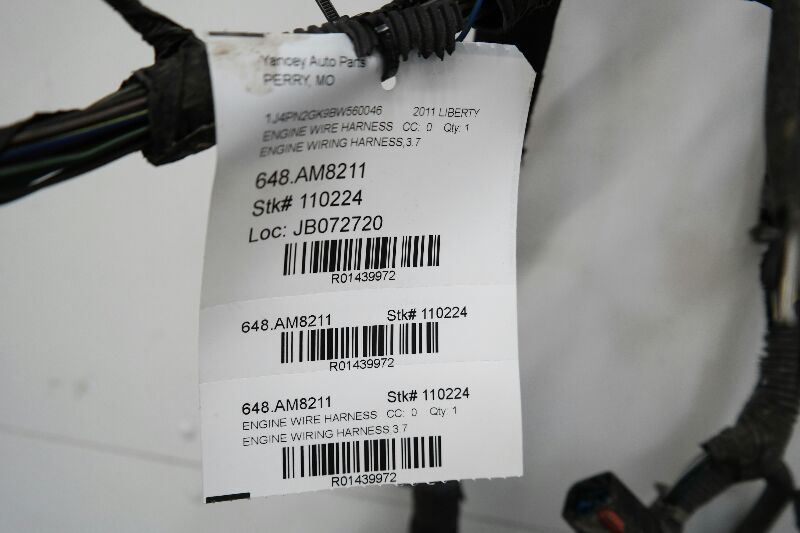 Yancey Auto Parts
PERRY, MO
1J4PN2GK9BW560046 2011 LIBERTY
ENGINE WIRE HARNESS CC: 0 Qty: 1
ENGINE WIRING HARNESS,3.7
648.AM8211
Stk# 110224
Loc: JB072720
R01439972
648.AM8211 Stk# 110224
R01439972
648.AM8211 Stk# 110224
ENGINE WIRE HARNESS CC: 0 Qty: 1
ENGINE WIRING HARNESS,3.7
R01439972